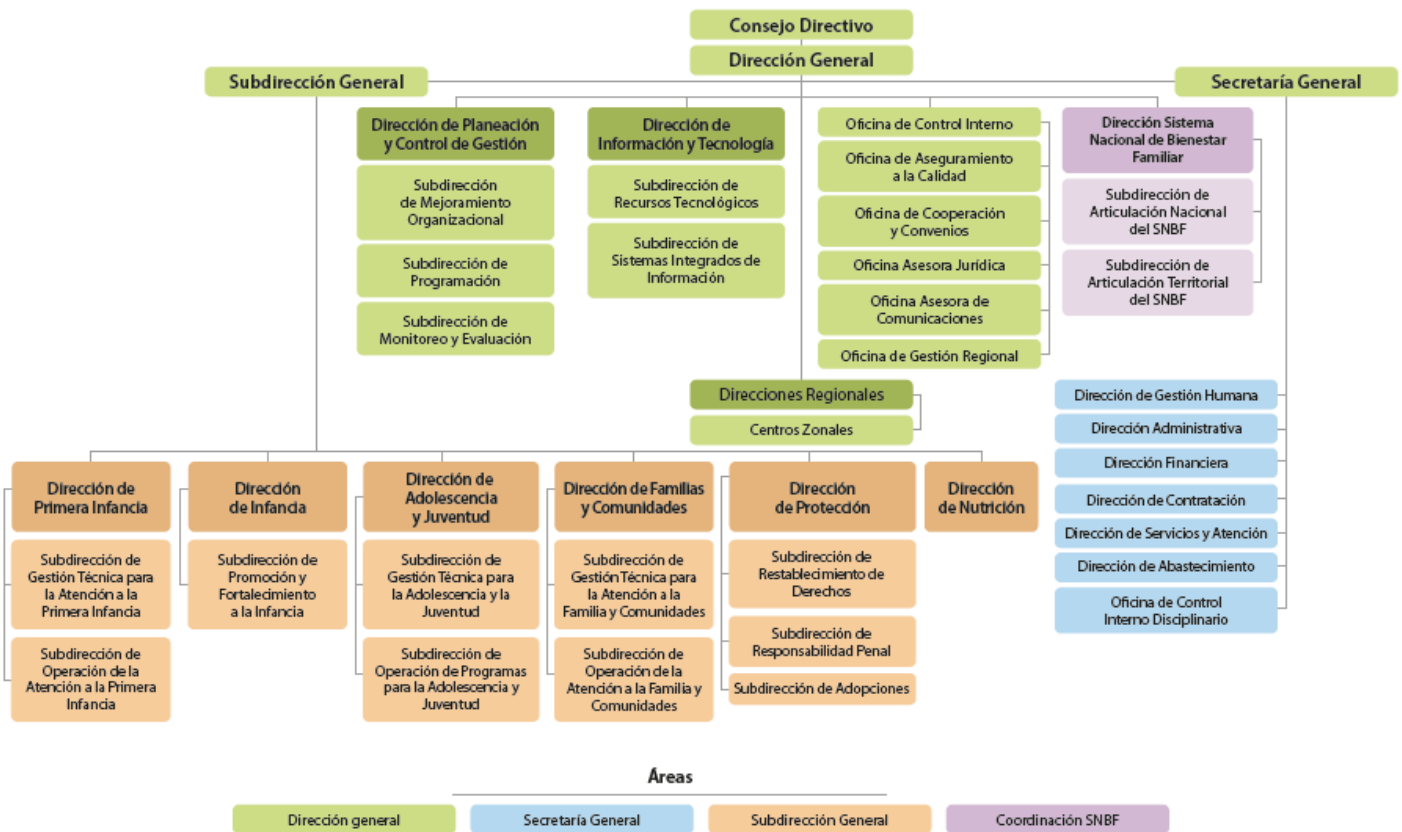 Consejo Directivo
Dirección General
Subdirección General
Secretaría General
Dirección de Planeación
y Control de Gestión
Subdirección
de Mejoramiento
Organizacional
Subdirección de
Programación
Subdirección de
Monitoreo y Evaluación
Dirección de
Información y Tecnología
Subdirección de
Recursos Tecnológicos
Subdirección de
Sistemas Integrados de
Información
Oficina de Control Interno
Oficina de Aseguramiento
a la Calidad
Oficina de Cooperación
y Convenios
Oficina Asesora Jurídica
Oficina Asesora de
Comunicaciones
Oficina de Gestión Regional
Dirección Sistema
Nacional de Bienestar
Familiar
Subdirección de
Articulación Nacional
del SNBF
Subdirección de
Articulación Territorial
del SNBF
Direcciones Regionales
Centros Zonales
Dirección de Gestión Humana
Dirección Administrativa
Dirección Financiera
Dirección de Contratación
Dirección de Servicios y Atención
Dirección de Abastecimiento
Oficina de Control
Interno Disciplinario
Dirección de
Primera Infancia
Subdirección de
Gestión Técnica para
la Atención a la
Primera Infancia
Subdirección de
Operación de la
Atención a la Primera
Infancia
Dirección
de Infancia
Subdirección de
Promoción y
Fortalecimiento
a la Infancia
Dirección de
Adolescencia
y Juventud
Subdirección de
Gestión Técnica para
la Adolescencia y la
Juventud
Subdirección de
Operación de Programas
para la Adolescencia y
Juventud
Dirección de Familias
y Comunidades
Subdirección de
Gestión Técnica para
la Atención a la
Familia y Comunidades
Subdirección de
Operación de la
Atención a la Familia y
Comunidades
Dirección
de Protección
Subdirección de
Restablecimiento de
Derechos
Subdirección de
Responsabilidad Penal
Subdirección de Adopciones
Dirección
de Nutrición
Áreas
Dirección general
Secretaría General
Subdirección General
Coordinación SNBF